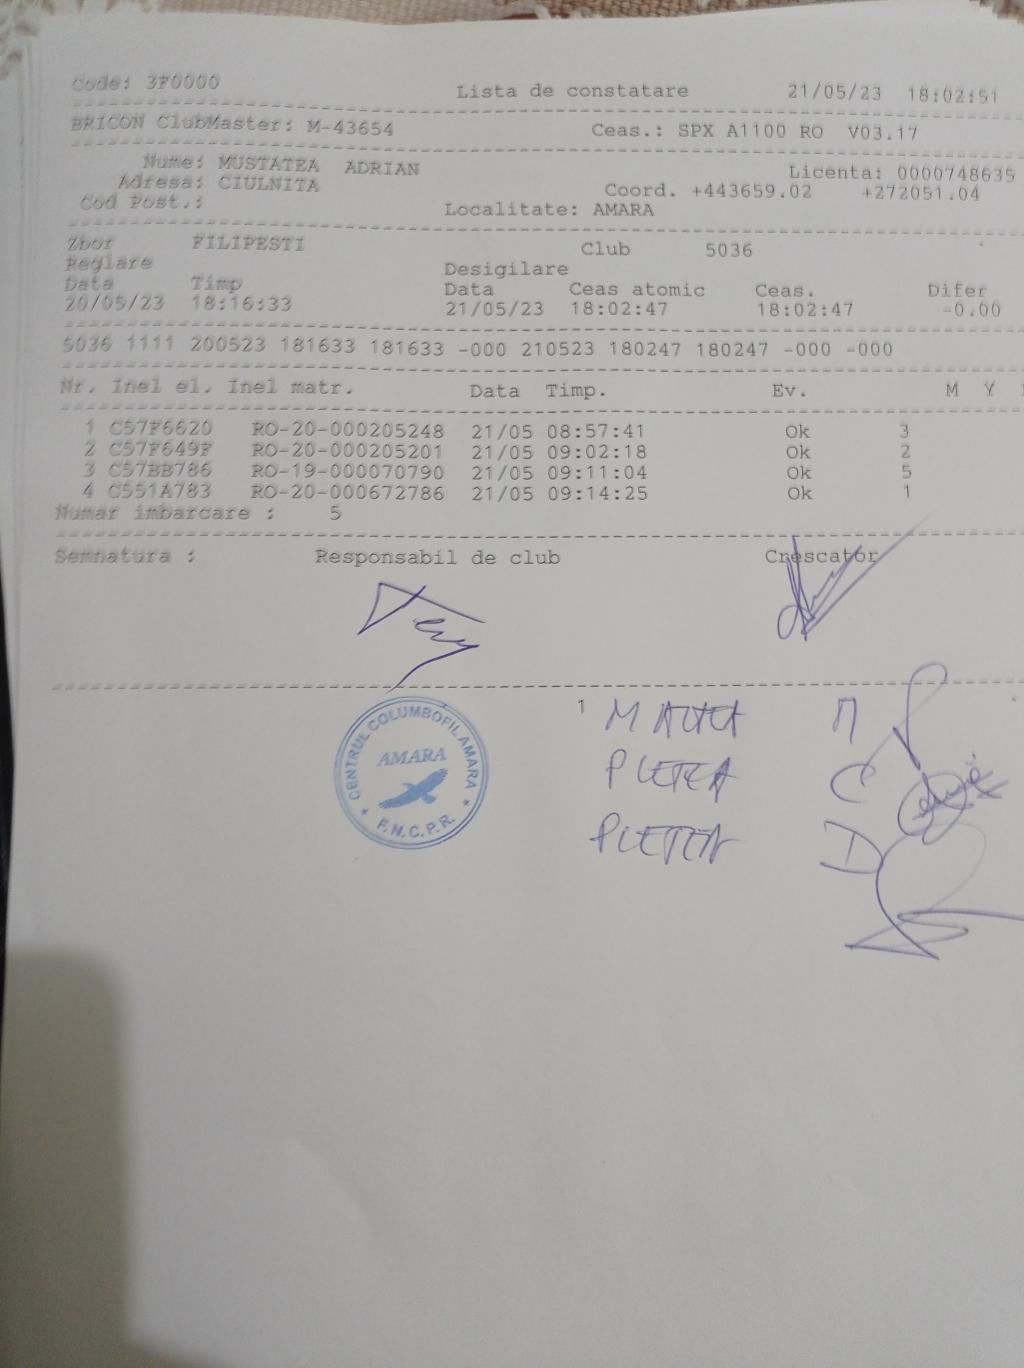 Code: 3F0000 Lista de constatare 21/05/23 18:02:51
BRICON ClubMaster: M-43654 Ceas.: SPX A1100 RO V03.17
Nume: MUSTATEA ADRIAN Licenta: 0000748635
Adresa: CIULNITA Coord. +443659.02 +272051.04
Cod Post.: Localitate: AMARA
Zbor FILIPESTI Club 5036
Reglare Desigilare
Data Timp Data Ceas atomic Ceas. Difer
20/05/23 18:16:33 21/05/23 18:02:47 18:02:47 -0.00
5036 1111 200523 181633 181633 -000 210523 180247 180247 -000 -000
Nr. Inel el. Inel matr. Data Timp. Ev. M Y
1 C57F6620 RO-20-000205248 21/05 08:57:41 Ok 3
2 C57F649F RO-20-000205201 21/05 09:02:18 Ok 2
3 C57BB786 RO-19-000070790 21/05 09:11:04 Ok 5
4 C551A783 RO-20-000672786 21/05 09:14:25 Ok 1
Numar imbarcare : 5
Semnatura : Responsabil de club Crescator
1
CENTRUL COLUMBOFIL AMARA
AMARA
F.N.C.P.R.
PLETEA C
D